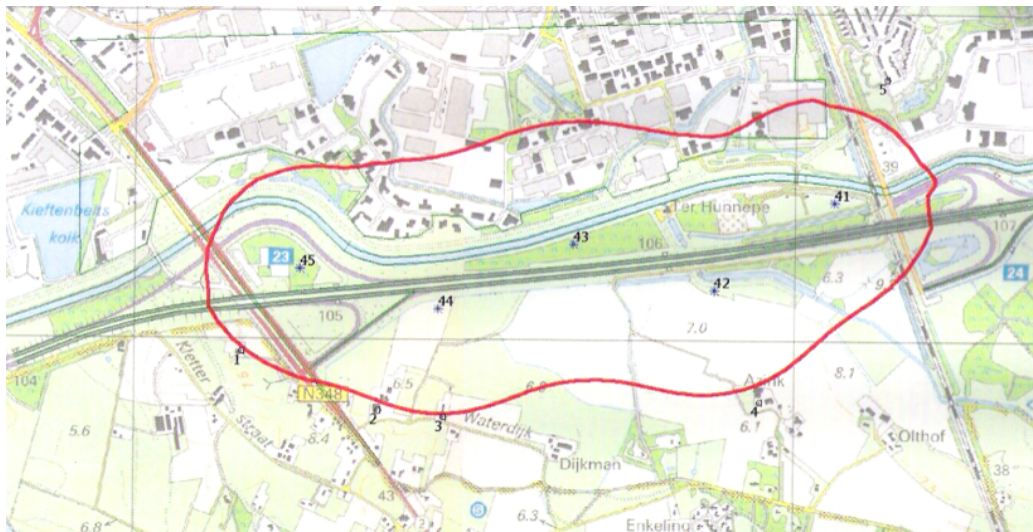 5
39
41
Kieftenbelts
kolk
Ter Hunnepe
43
106
107
23
45
6.3
9.2
24
42
44
105
7.0
1
104
Kletter
straat
N348
6.5
6.8
8.1
Azink
2
3
4
6.1
Waterdijk
5.6
8.4
Olthof
Dijkman
38
43
6.8
6.3
Enkeling